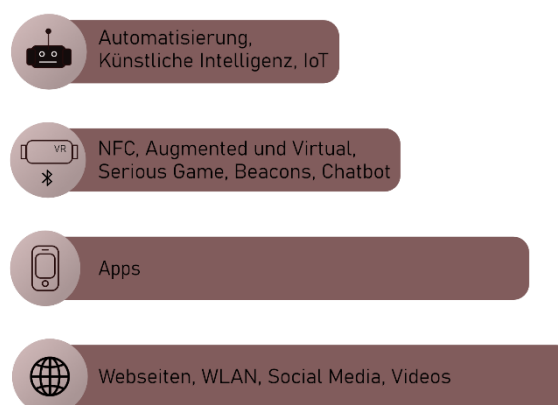 Automatisierung,
Künstliche Intelligenz, IoT
VR
NFC, Augmented und Virtual,
Serious Game, Beacons, Chatbot
Apps
Webseiten, WLAN, Social Media, Videos